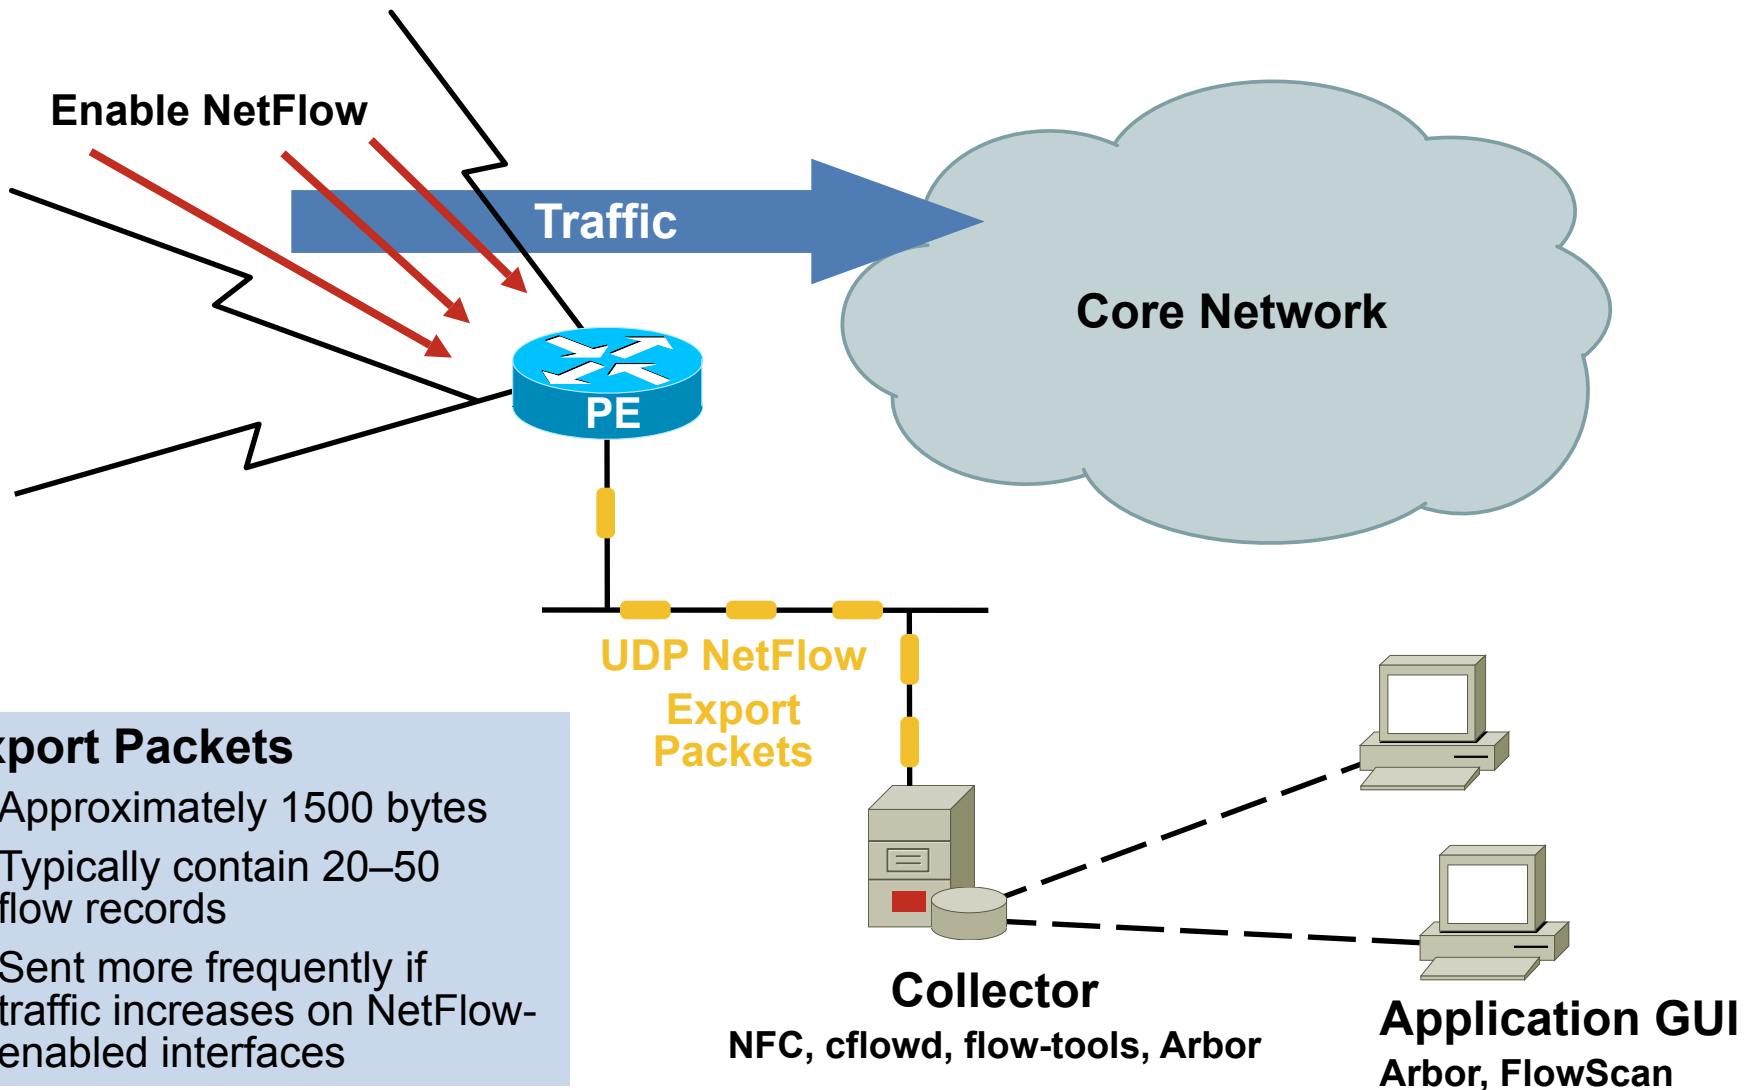 Enable NetFlow
Traffic
Core Network
PE
UDP NetFlow
Export
Packets
xport Packets
Approximately 1500 bytes
Typically contain 20–50
flow records
Sent more frequently if
traffic increases on NetFlow-
enabled interfaces
Collector
NFC, cflowd, flow-tools, Arbor
Application GUI
Arbor, FlowScan